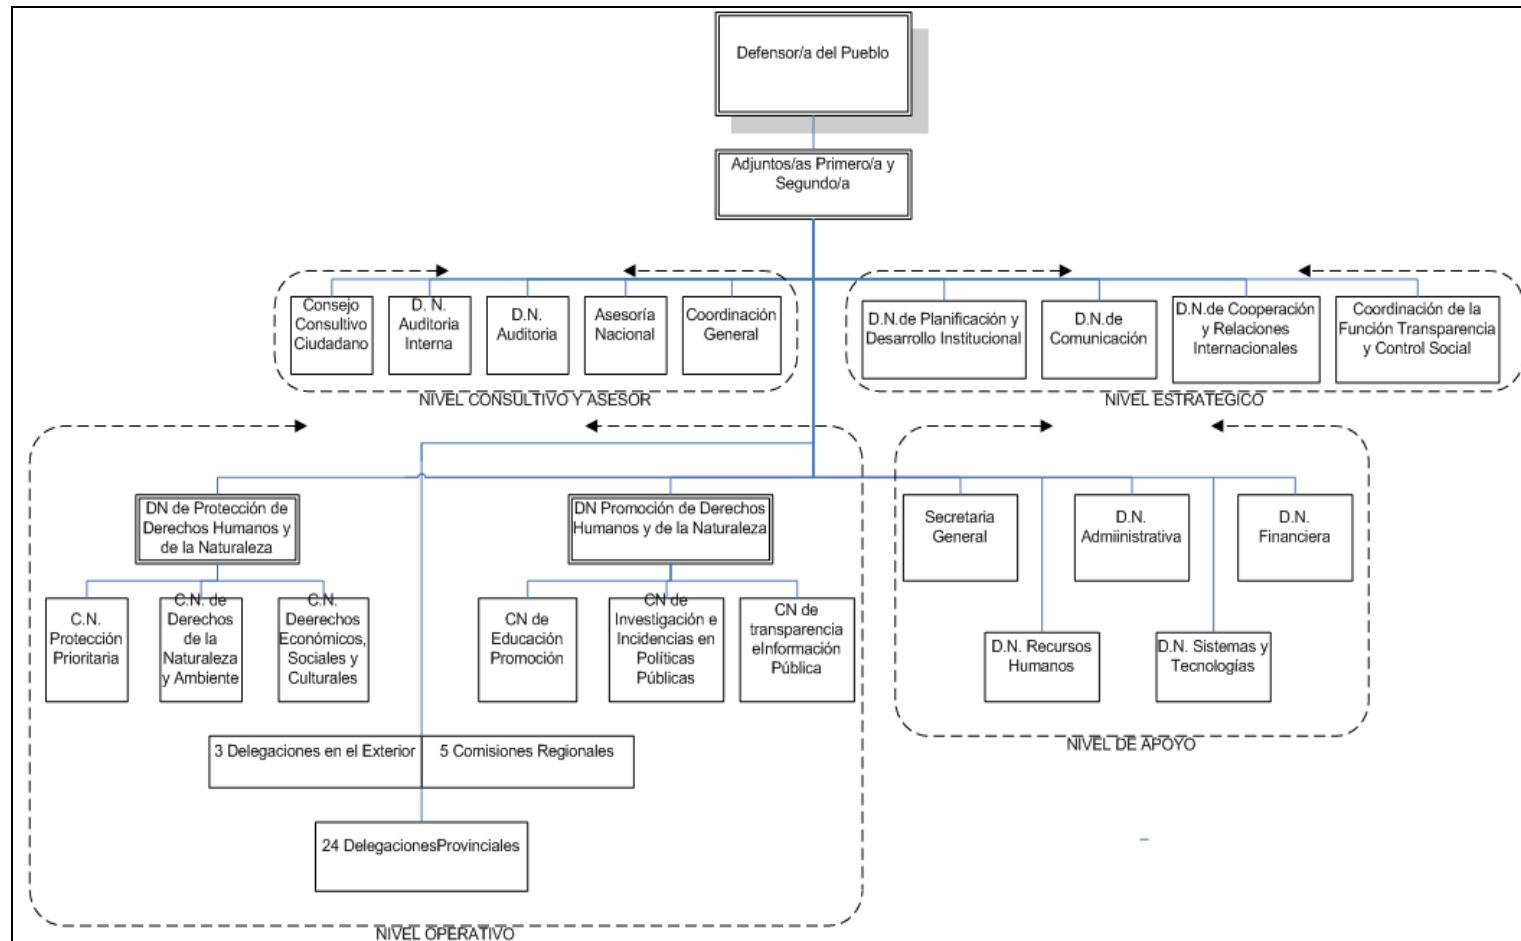 Defensor/a del Pueblo
Adjuntos/as Primero/a y
Segundo/a
Consejo
Consultivo
Ciudadano
D. N.
Auditoria
Interna
D.N.
Auditoria
Asesoría
Nacional
Coordinación
General
NIVEL CONSULTIVO Y ASESOR
D.N.de Planificación y
Desarrollo Institucional
D.N.de
Comunicación
D.N.de Cooperación
y Relaciones
Internacionales
Coordinación de la
Función Transparencia
y Control Social
NIVEL ESTRATEGICO
DN de Protección de
Derechos Humanos y
de la Naturaleza
DN Promoción de Derechos
Humanos y de la Naturaleza
C.N.
Protección
Prioritaria
C.N. de
Derechos
de la
Naturaleza
y Ambiente
C.N.
Deerechos
Económicos,
Sociales y
Culturales
CN de
Educación
Promoción
CN de
Investigación e
Incidencias en
Políticas
Públicas
CN de
transparencia
eInformación
Pública
3 Delegaciones en el Exterior
5 Comisiones Regionales
24 DelegacionesProvinciales
NIVEL OPERATIVO
Secretaria
General
D.N.
Admiinistrativa
D.N.
Financiera
D.N. Recursos
Humanos
D.N. Sistemas y
Tecnologías
NIVEL DE APOYO